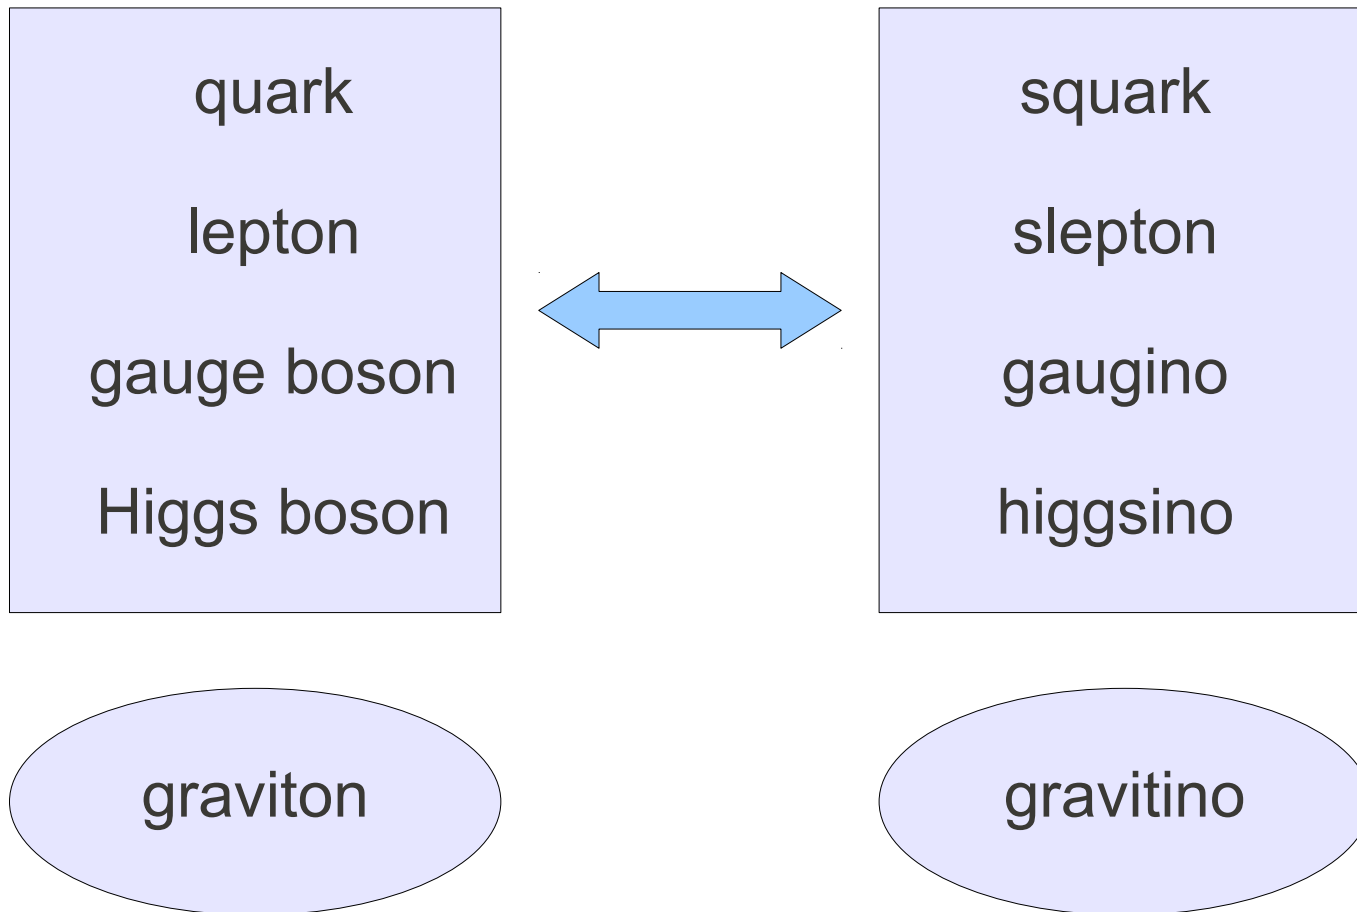 quark
lepton
gauge boson
Higgs boson
squark
slepton
gaugino
higgsino
graviton
gravitino